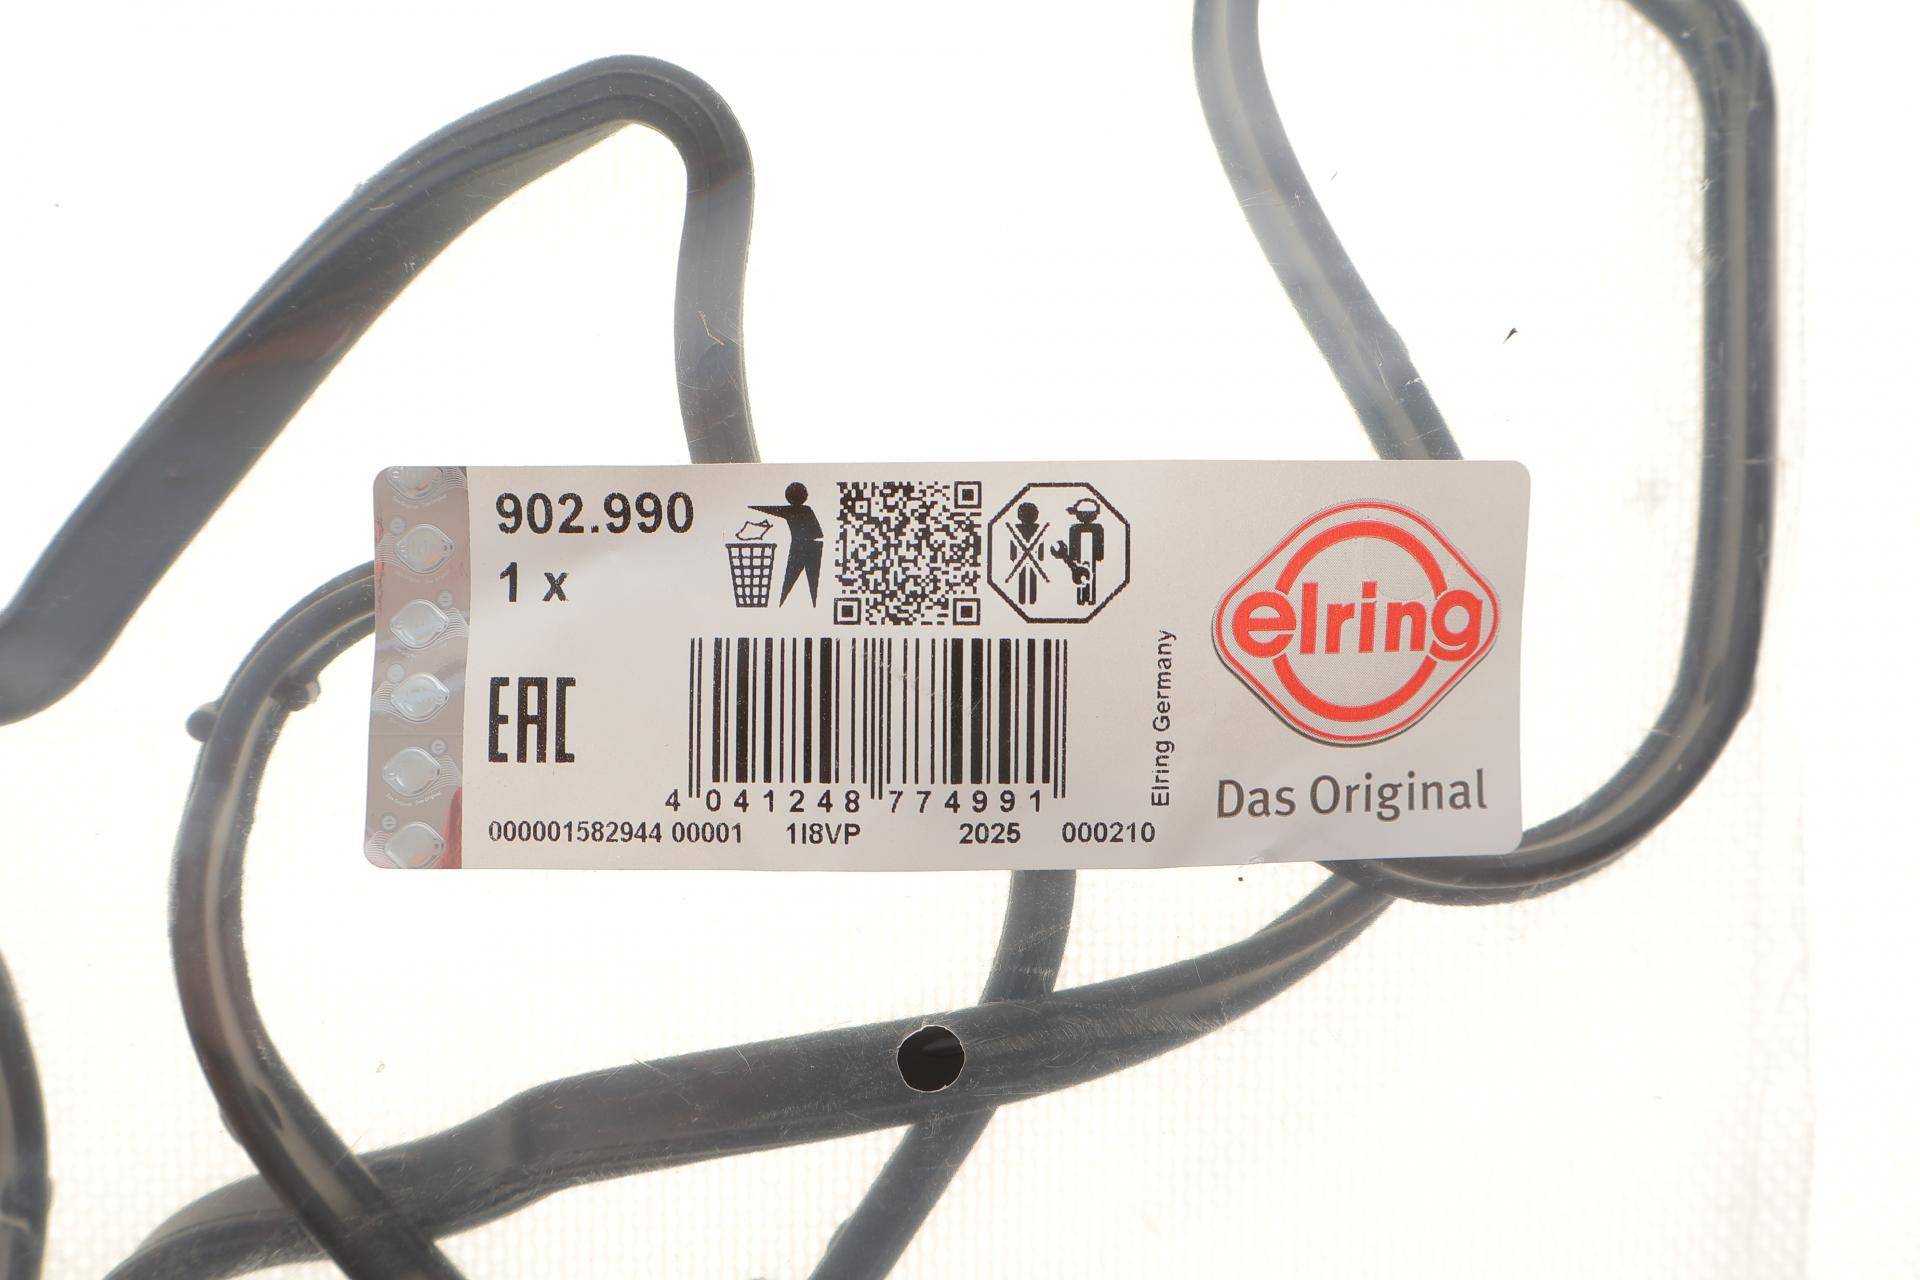 902.990
1 x
EAC
4 041248 774991
000001582944 00001 1I8VP 2025 000210
Elring Germany
elring
Das Original